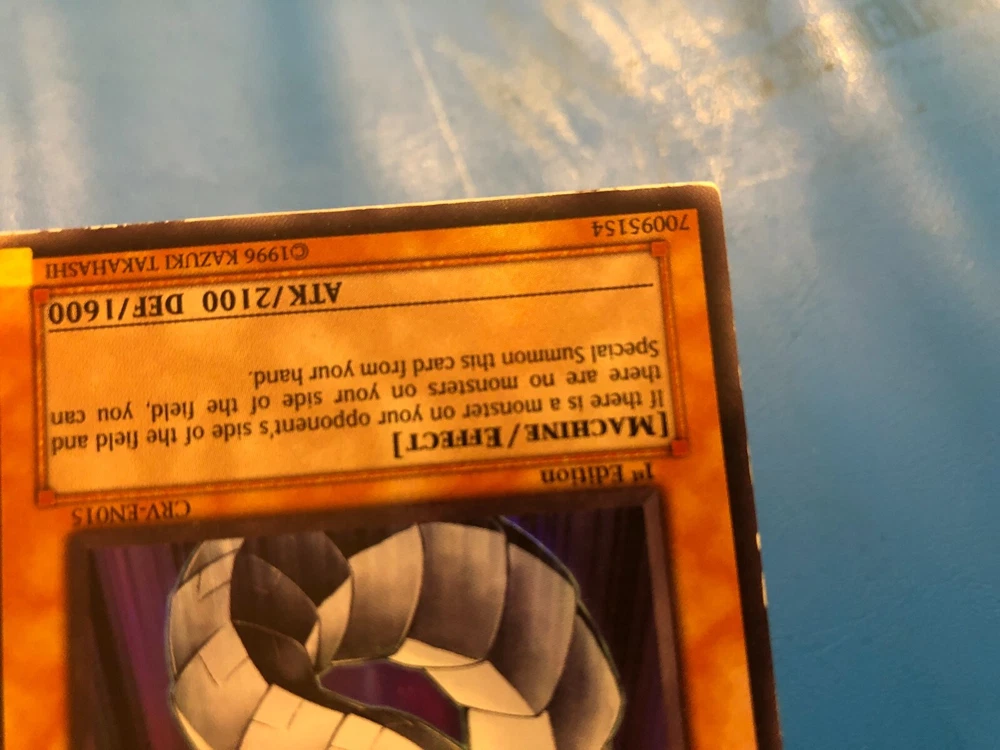 CRV-EN015
1st Edition
[MACHINE/EFFECT]
If there is a monster on your opponent's side of the field and
there are no monsters on your side of the field, you can
Special Summon this card from your hand.
ATK/2100 DEF/1600
70095154
©1996 KAZUKI TAKAHASHI